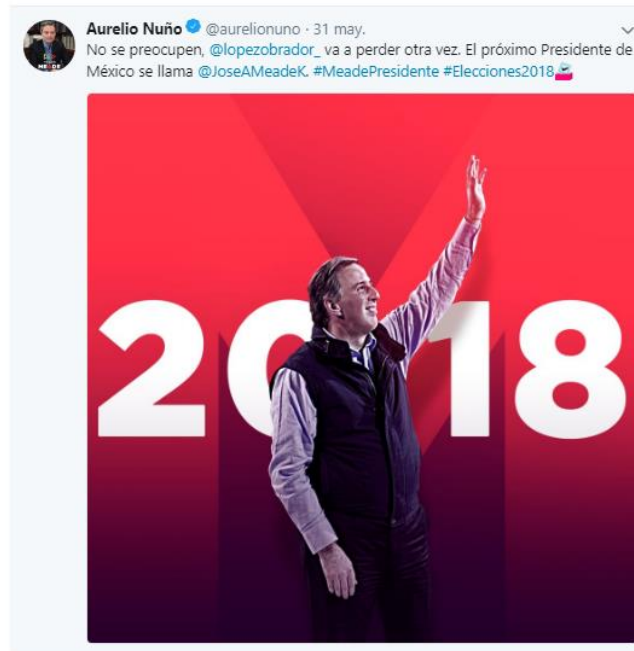 Aurelio Nuño @aurelionuno · 31 may.
No se preocupen, @lopezobrador_ va a perder otra vez. El próximo Presidente de
México se llama @JoseAMeadeK. #MeadePresidente #Elecciones2018
2018